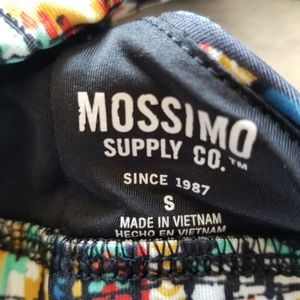 MOSSIMO
SUPPLY CO.™
SINCE 1987
S
MADE IN VIETNAM
HECHO EN VIETNAM